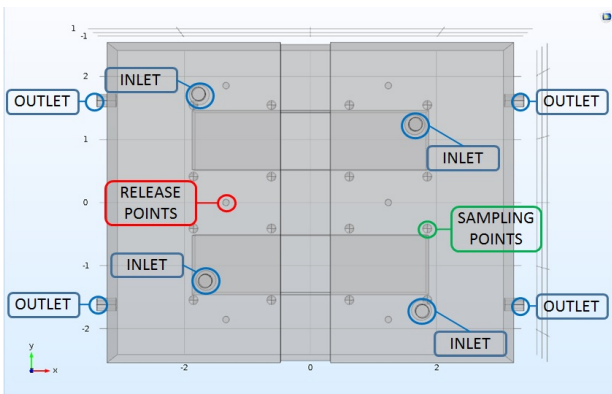 1
-1
2
INLET
OUTLET
OUTLET
1
INLET
0
RELEASE
POINTS
SAMPLING
POINTS
-1
INLET
OUTLET
OUTLET
-2
INLET
y
x
-2
0
2